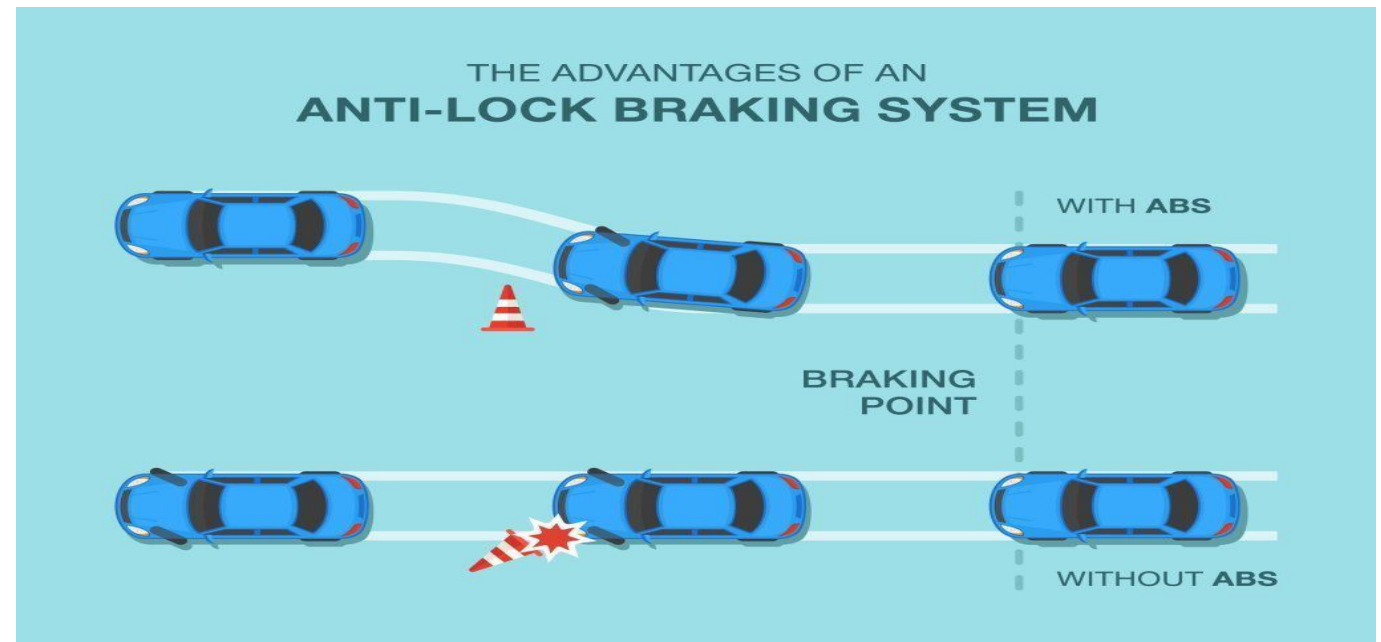 THE ADVANTAGES OF AN
ANTI-LOCK BRAKING SYSTEM
WITH ABS
BRAKING
POINT
WITHOUT ABS